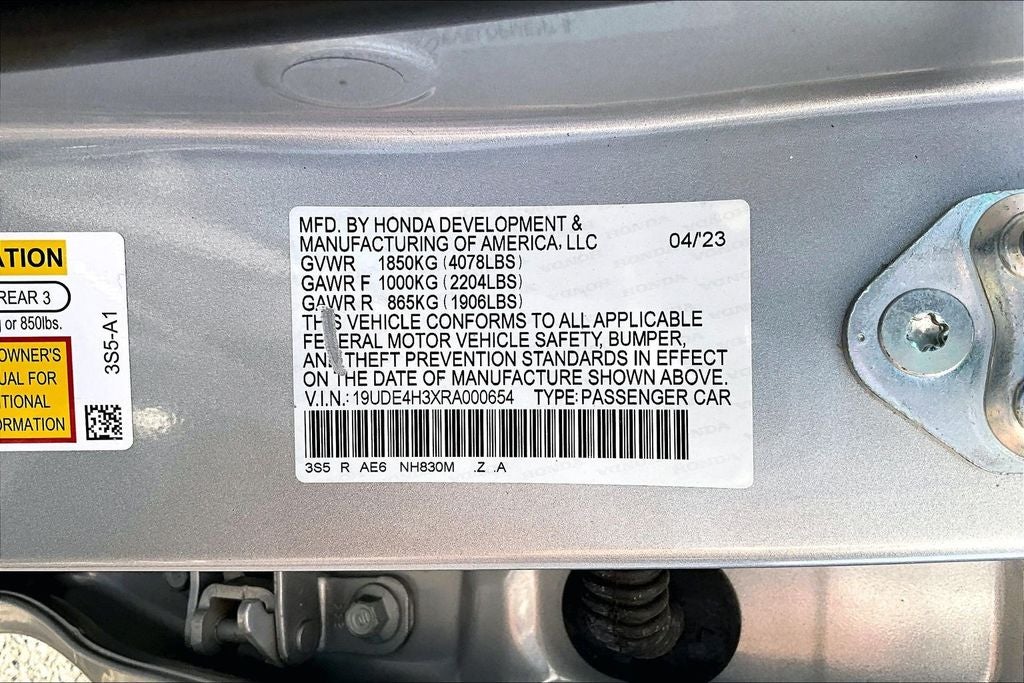 ATION
REAR 3
or 850lbs.
OWNER'S
UAL FOR
ITIONAL
ORMATION
3S5-A1
MFD. BY HONDA DEVELOPMENT &
MANUFACTURING OF AMERICA, LLC 04/'23
GVWR 1850KG (4078LBS)
GAWR F 1000KG (2204LBS)
GAWR R 865KG (1906LBS)
THIS VEHICLE CONFORMS TO ALL APPLICABLE
FEDERAL MOTOR VEHICLE SAFETY, BUMPER,
AND THEFT PREVENTION STANDARDS IN EFFECT
ON THE DATE OF MANUFACTURE SHOWN ABOVE.
V.I.N.: 19UDE4H3XRA000654 TYPE: PASSENGER CAR
3S5 R AE6 NH830M .Z .A